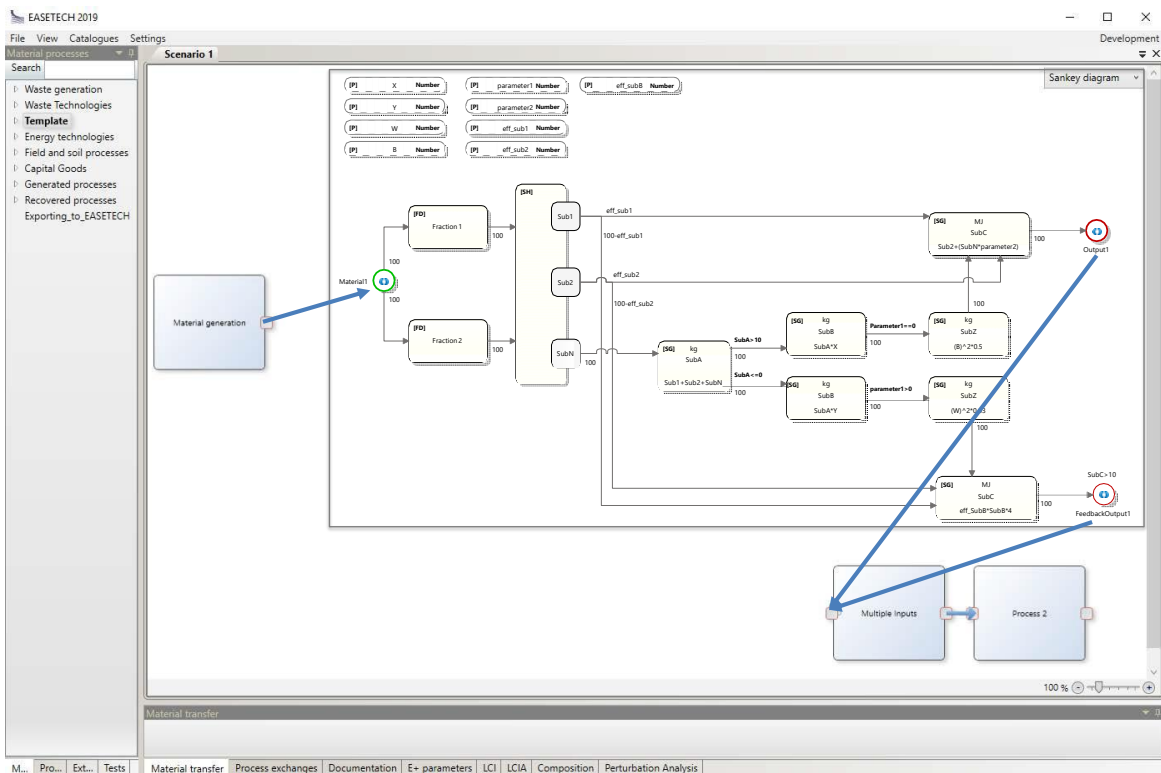 EASETECH 2019
File View Catalogues Settings
Development
Material processes
Scenario 1
Search
Waste generation
Waste Technologies
Template
Energy technologies
Field and soil processes
Capital Goods
Generated processes
Recovered processes
Exporting_to_EASETECH
Sankey diagram
[P] X Number
[P] parameter1 Number
[P] eff_subB Number
[P] Y Number
[P] parameter2 Number
[P] W Number
[P] eff_sub1 Number
[P] B Number
[P] eff_sub2 Number
Material generation
Material1
100
100
[FD]
Fraction 1
100
[FD]
Fraction 2
100
[SH]
Sub1
Sub2
SubN
eff_sub1
100-eff_sub1
eff_sub2
100-eff_sub2
100
[SG] kg
SubA
Sub1+Sub2+SubN
SubA>10
100
SubA<=0
100
[SG] kg
SubB
SubA*X
Parameter1==0
100
[SG] kg
SubB
SubA*Y
parameter1>0
100
[SG] kg
SubZ
(B)^2*0.5
100
[SG] kg
SubZ
100
[SG] MJ
SubC
Sub2+(SubN*parameter2)
100
Output1
[SG] MJ
SubC
eff_SubB*SubB*4
100
SubC>10
FeedbackOutput1
Multiple Inputs
Process 2
100 %
Material transfer
M... Pro... Ext... Tests
Material transfer Process exchanges Documentation E+ parameters LCI LCIA Composition Perturbation Analysis